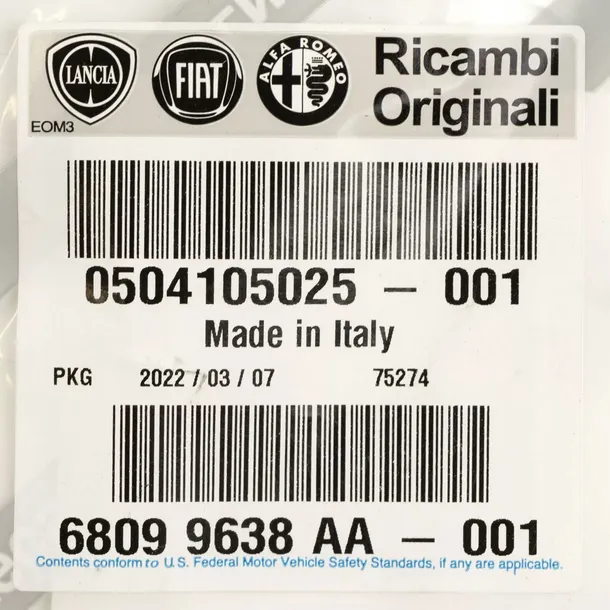 LANCIA FIAT ALFA ROMEO Ricambi
Originali
EOM3
0504105025 – 001
Made in Italy
PKG 2022 / 03 / 07 75274
6809 9638 AA – 001
Contents conform to U.S. Federal Motor Vehicle Safety Standards, if any are applicable.